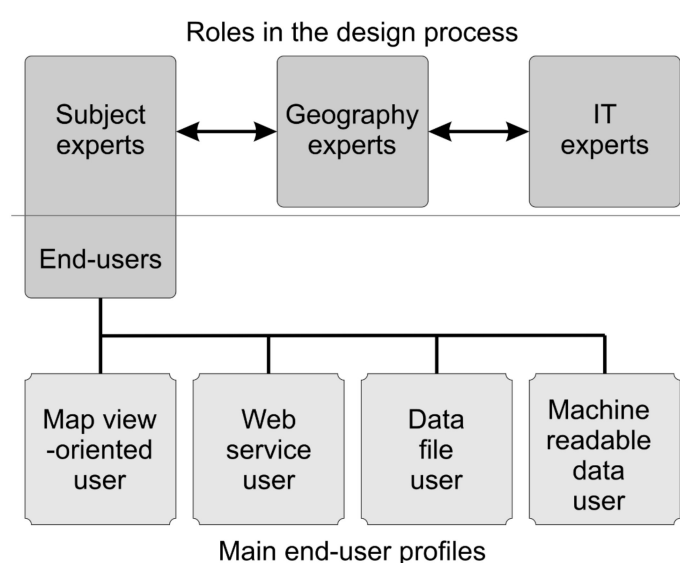 Roles in the design process
Subject
experts
Geography
experts
IT
experts
End-users
Map view
-oriented
user
Web
service
user
Data
file
user
Machine
readable
data
user
Main end-user profiles